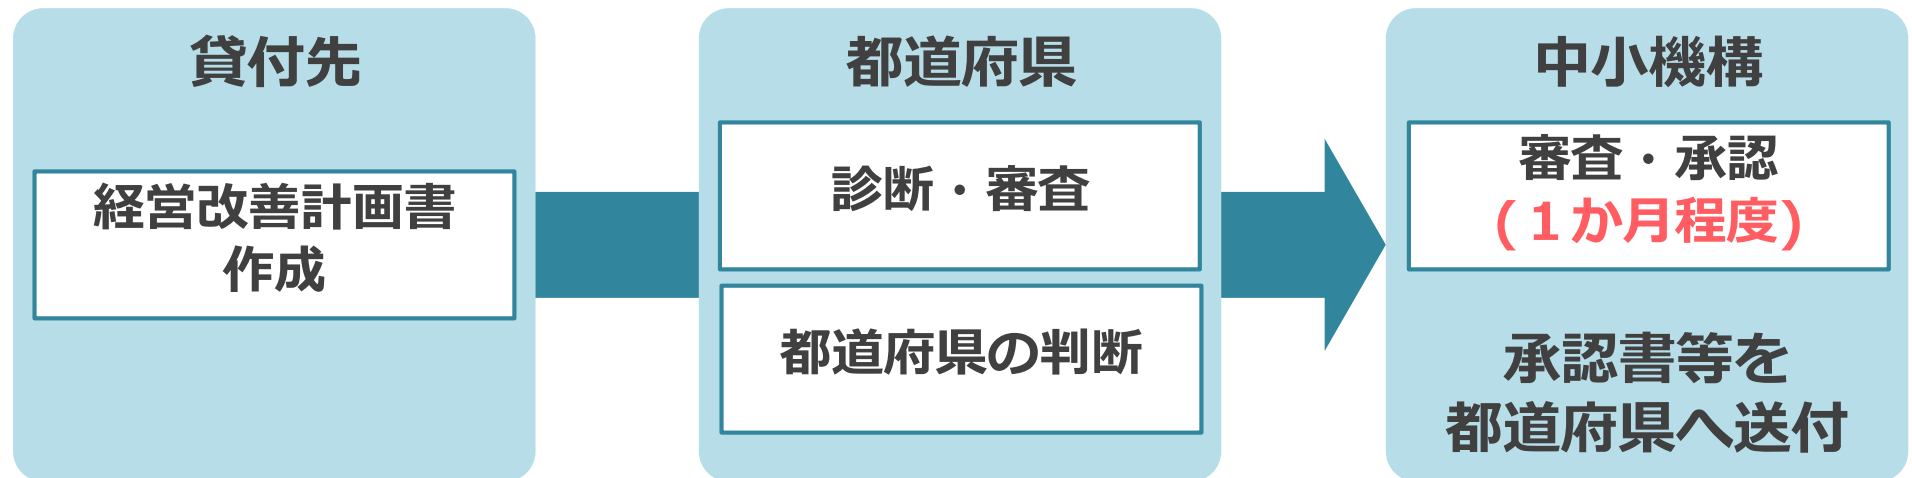 貸付先
経営改善計画書
作成
都道府県
診断・審査
都道府県の判断
中小機構
審査・承認
(１か月程度)
承認書等を
都道府県へ送付